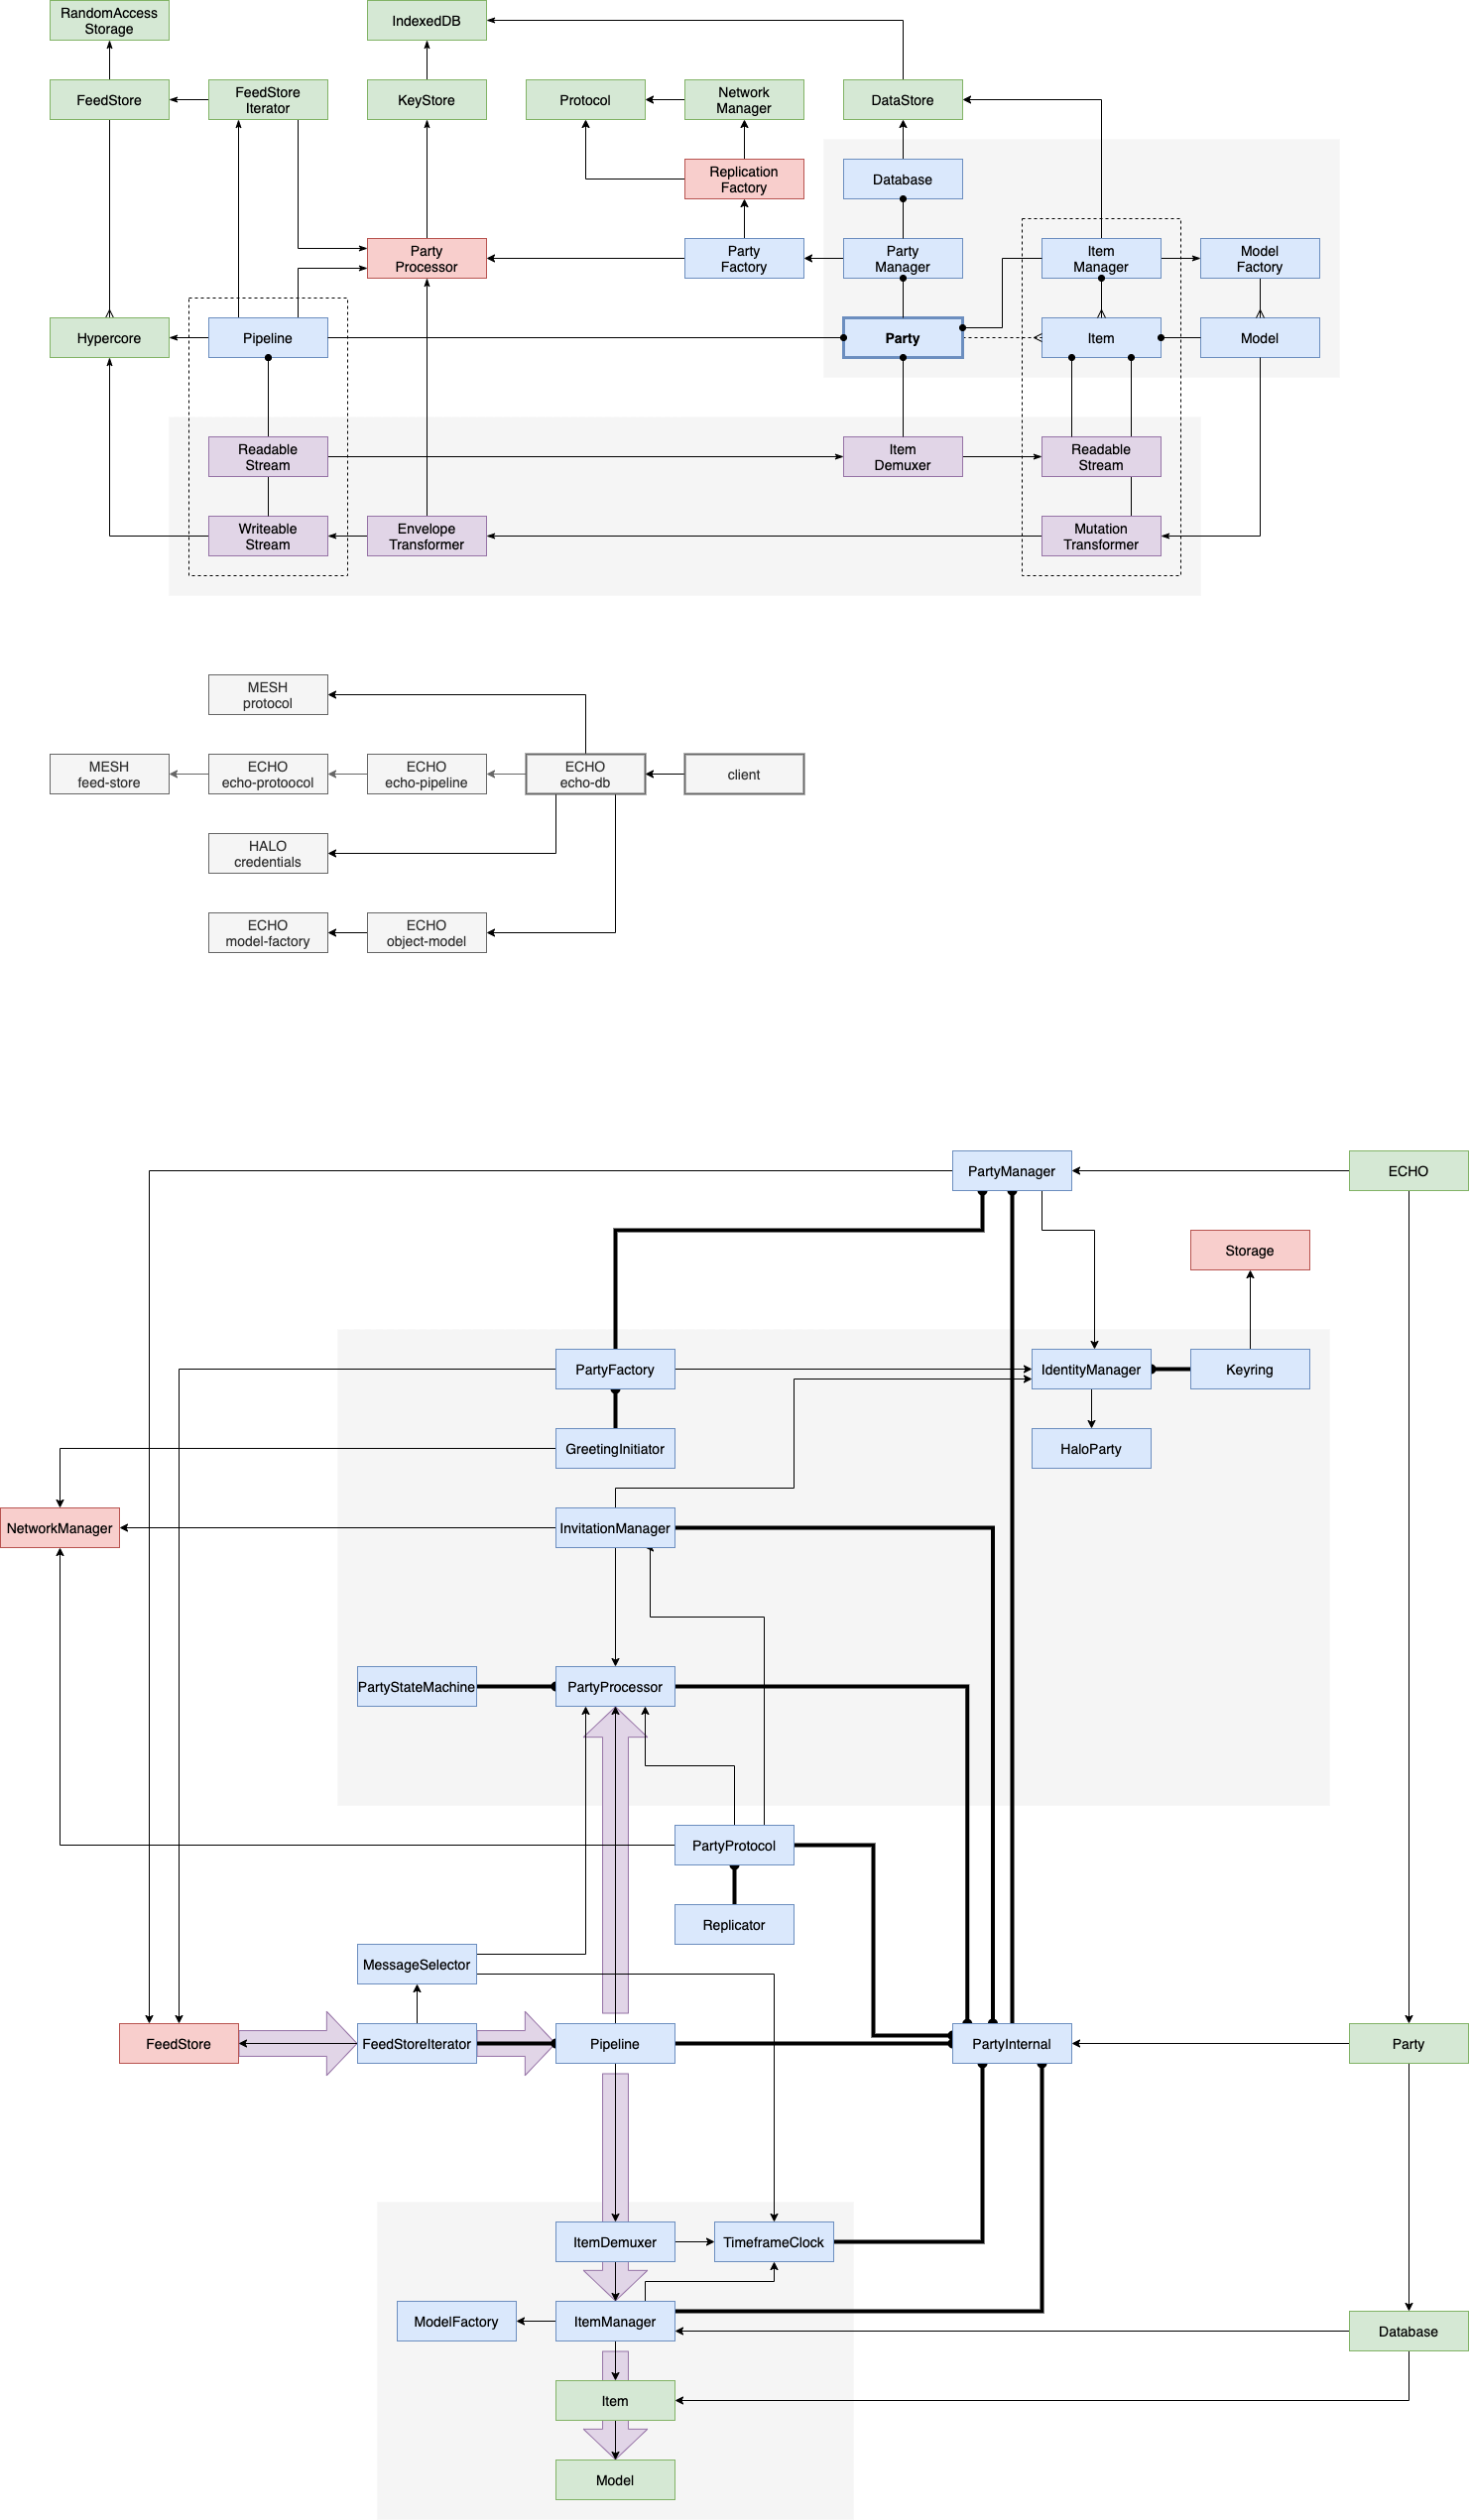 RandomAccess
Storage
IndexedDB
FeedStore
FeedStore
Iterator
KeyStore
Protocol
Network
Manager
DataStore
Replication
Factory
Database
Party
Processor
Party
Factory
Party
Manager
Item
Manager
Model
Factory
Hypercore
Pipeline
Party
Item
Model
Readable
Stream
Item
Demuxer
Readable
Stream
Writeable
Stream
Envelope
Transformer
Mutation
Transformer
MESH
protocol
MESH
feed-store
ECHO
echo-protoocol
ECHO
echo-pipeline
ECHO
echo-db
client
HALO
credentials
ECHO
model-factory
ECHO
object-model
PartyManager
ECHO
Storage
PartyFactory
IdentityManager
Keyring
GreetingInitiator
HaloParty
NetworkManager
InvitationManager
PartyStateMachine
PartyProcessor
PartyProtocol
Replicator
MessageSelector
FeedStore
FeedStoreIterator
Pipeline
PartyInternal
Party
ItemDemuxer
TimeframeClock
ModelFactory
ItemManager
Database
Item
Model